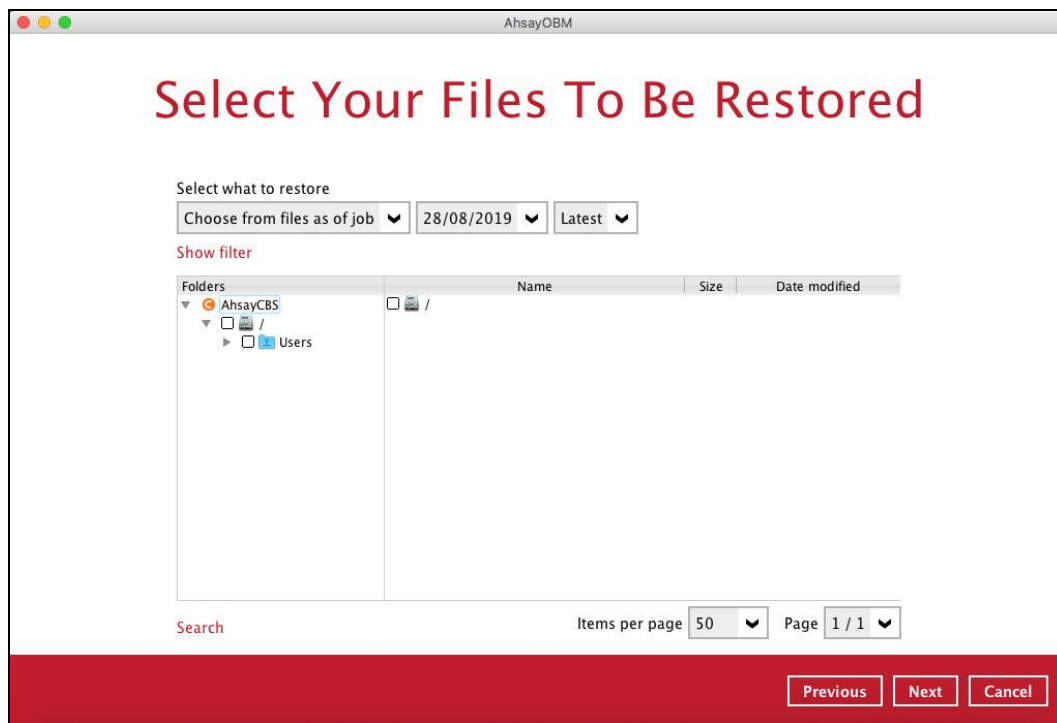 AhsayOBM
Select Your Files To Be Restored
Select what to restore
Choose from files as of job 28/08/2019 Latest
Show filter
Folders Name Size Date modified
AhsayCBS /
/
Users
Search Items per page 50 Page 1 / 1
Previous Next Cancel